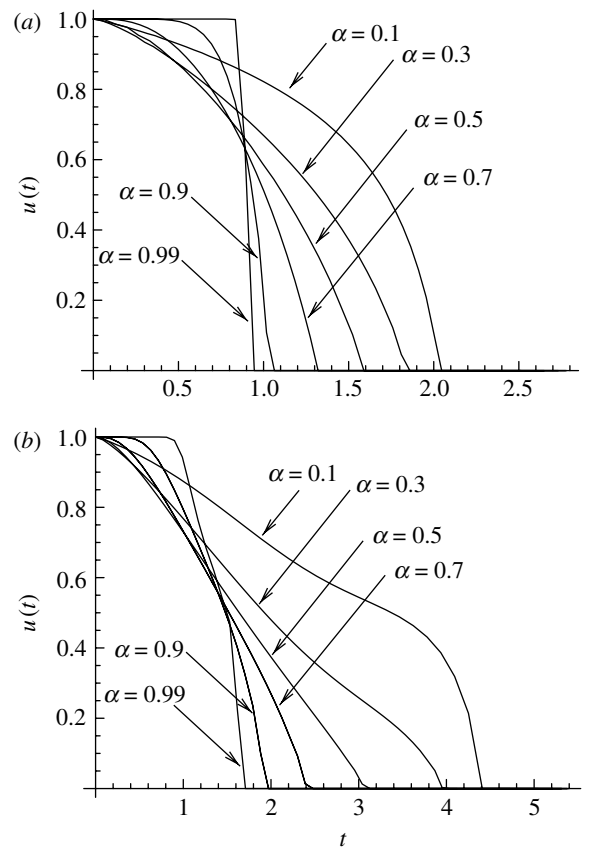 (a)
1.0
0.8
0.6
0.4
0.2
u(t)
α = 0.1
α = 0.3
α = 0.5
α = 0.7
α = 0.9
α = 0.99
0.5 1.0 1.5 2.0 2.5
(b)
1.0
0.8
0.6
0.4
0.2
u(t)
α = 0.1
α = 0.3
α = 0.5
α = 0.7
α = 0.9
α = 0.99
1 2 3 4 5
t